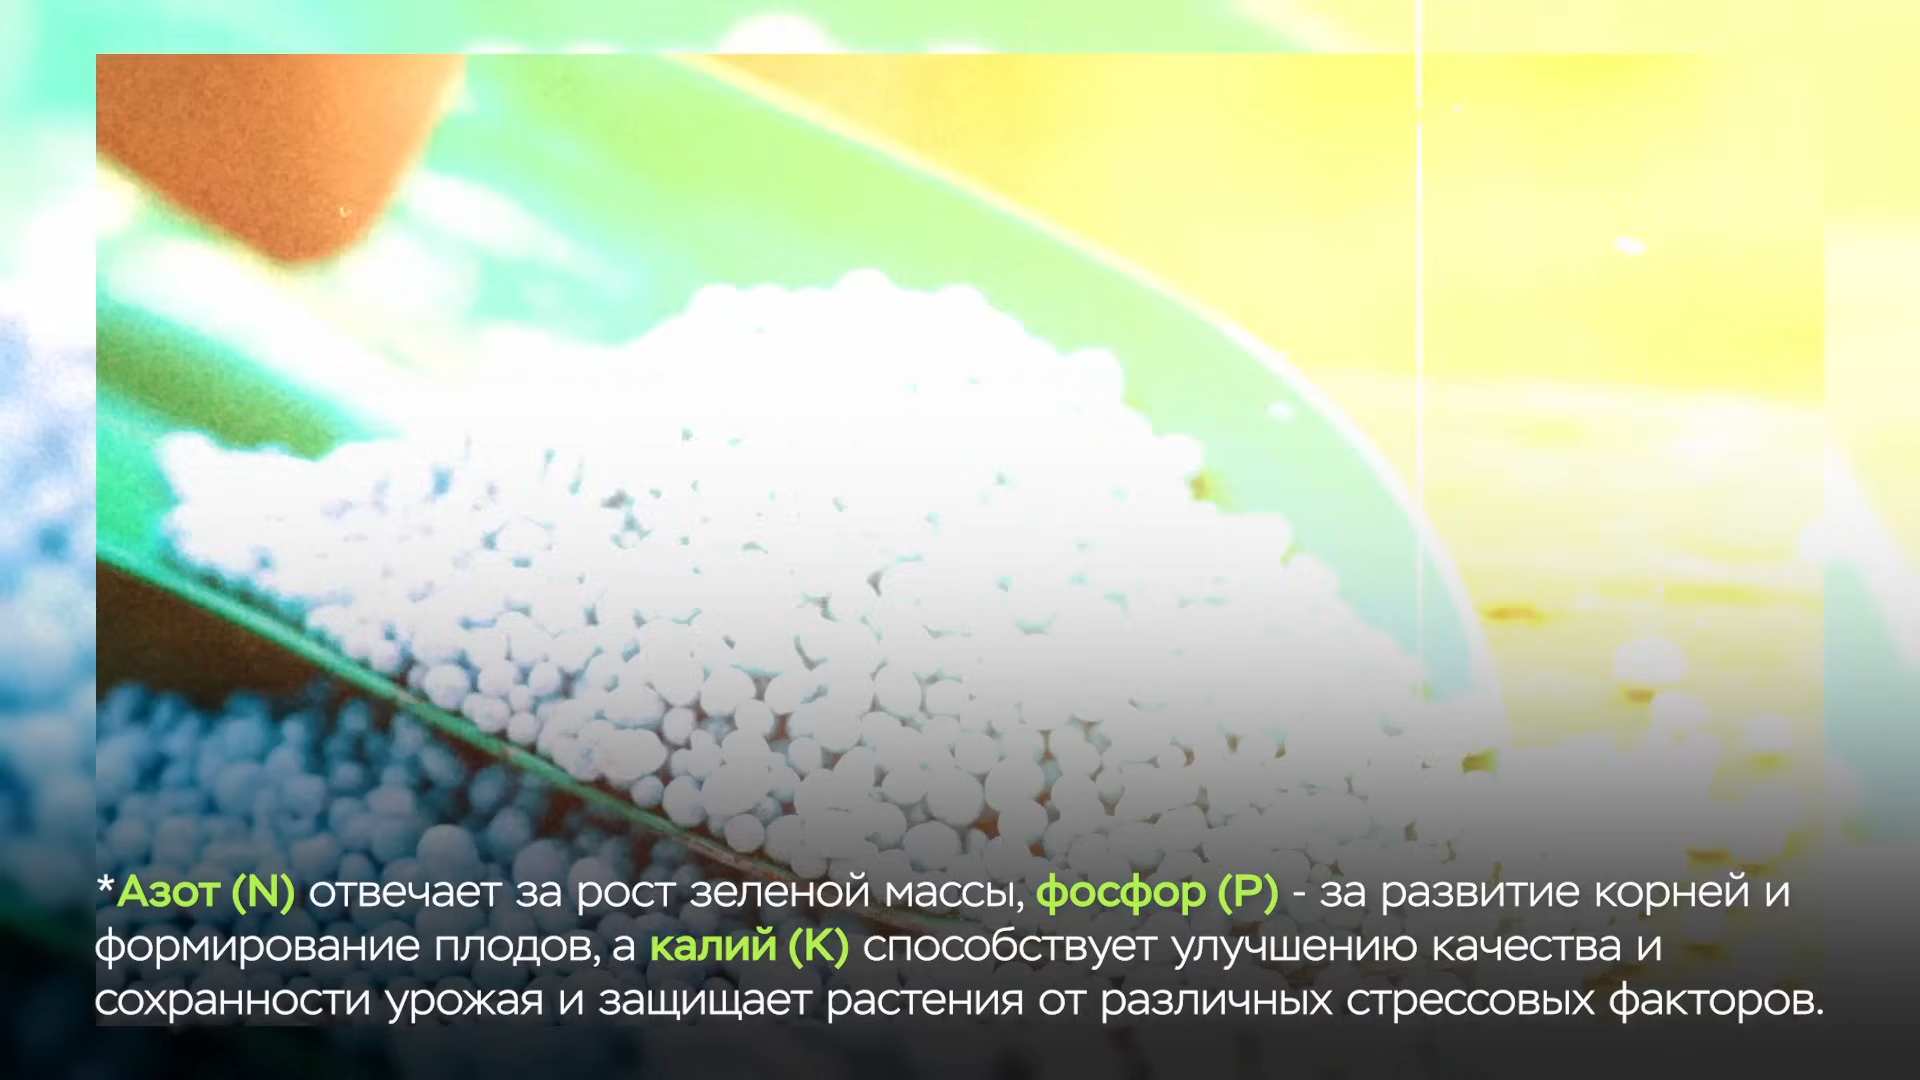 *Азот (N) отвечает за рост зеленой массы, фосфор (P) - за развитие корней и
формирование плодов, а калий (K) способствует улучшению качества и
сохранности урожая и защищает растения от различных стрессовых факторов.